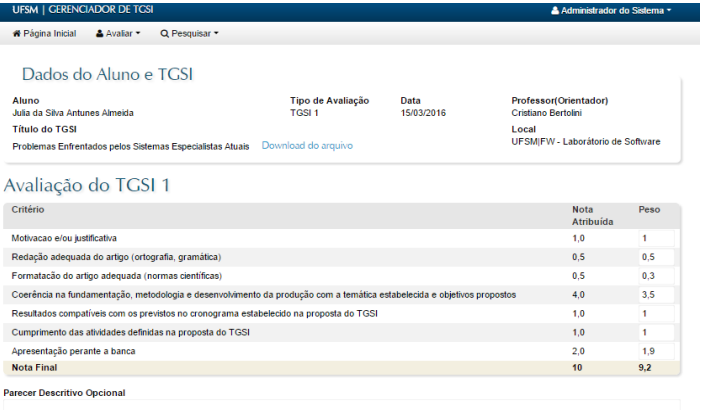 UFSM | GERENCIADOR DE TGSI Administrador do Sistema
Página Inicial Avaliar Pesquisar
Dados do Aluno e TGSI
Aluno Tipo de Avaliação Data Professor(Orientador)
Julia da Silva Antunes Almeida TGSI 1 15/03/2016 Cristiano Bertolini
Título do TGSI Local
Problemas Enfrentados pelos Sistemas Especialistas Atuais Download do arquivo UFSM|FW - Laborátorio de Software
Avaliação do TGSI 1
Critério Nota Atribuída Peso
Motivacao e/ou justificativa 1,0 1
Redação adequada do artigo (ortografia, gramática) 0,5 0,5
Formatacão do artigo adequada (normas científicas) 0,5 0,3
Coerência na fundamentação, metodologia e desenvolvimento da produção com a temática estabelecida e objetivos propostos 4,0 3,5
Resultados compatíveis com os previstos no cronograma estabelecido na proposta do TGSI 1,0 1
Cumprimento das atividades definidas na proposta do TGSI 1,0 1
Apresentação perante a banca 2,0 1,9
Nota Final 10 9,2
Parecer Descritivo Opcional